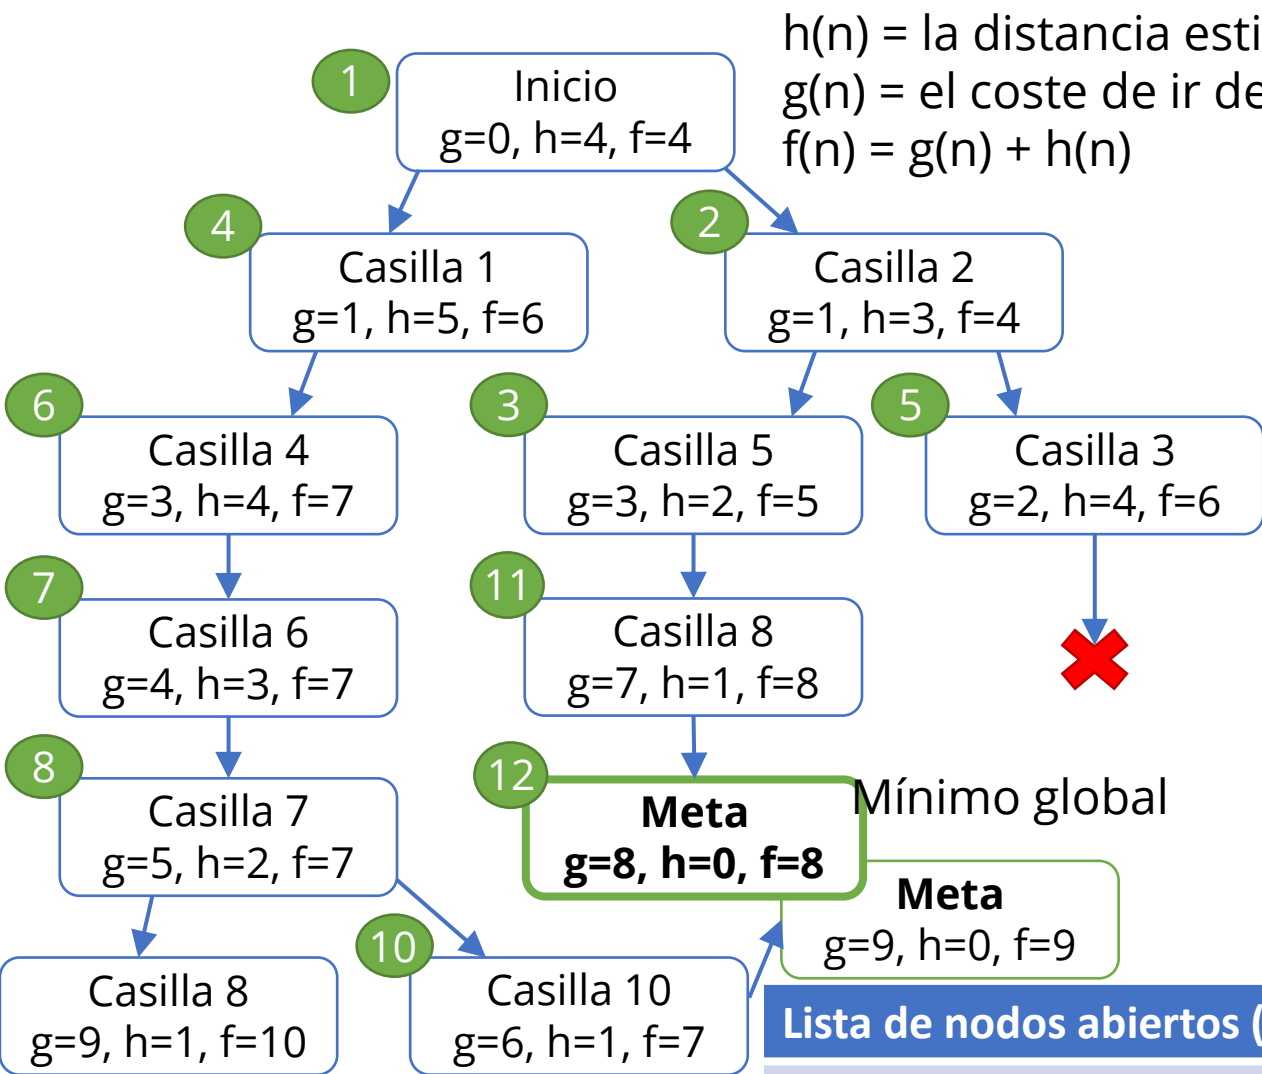 h(n) = la distancia esti
g(n) = el coste de ir de
f(n) = g(n) + h(n)
1
Inicio
g=0, h=4, f=4
4
Casilla 1
g=1, h=5, f=6
2
Casilla 2
g=1, h=3, f=4
6
Casilla 4
g=3, h=4, f=7
3
Casilla 5
g=3, h=2, f=5
5
Casilla 3
g=2, h=4, f=6
7
Casilla 6
g=4, h=3, f=7
11
Casilla 8
g=7, h=1, f=8
8
Casilla 7
g=5, h=2, f=7
12
Meta
g=8, h=0, f=8
Mínimo global
Meta
g=9, h=0, f=9
Casilla 8
g=9, h=1, f=10
10
Casilla 10
g=6, h=1, f=7
Lista de nodos abiertos (